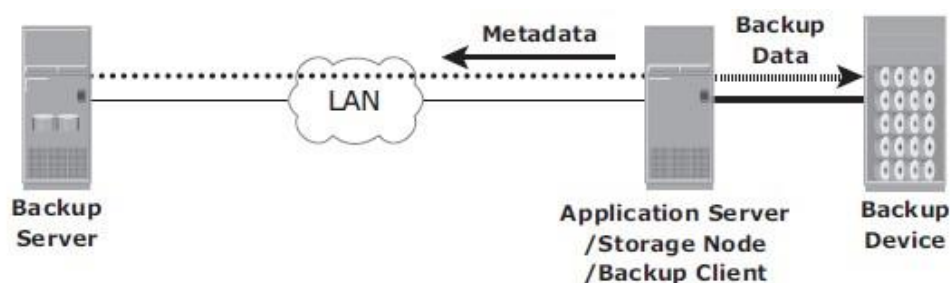 Metadata
Backup
Data
LAN
Backup
Server
Application Server
/Storage Node
/Backup Client
Backup
Device